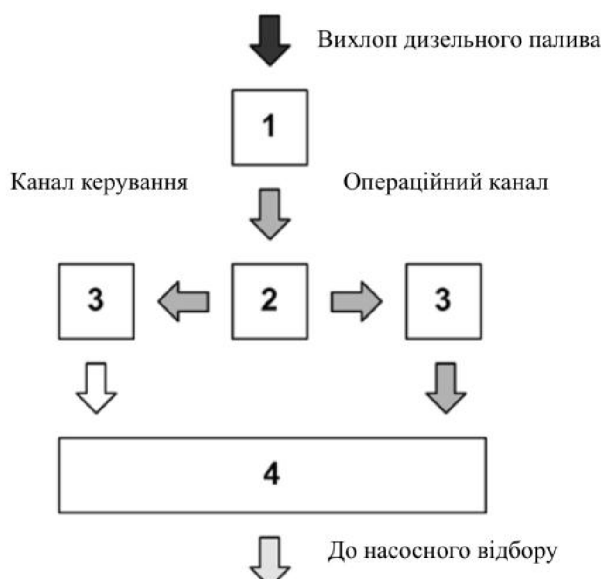 Вихлоп дизельного палива
1
Канал керування
Операційний канал
3
2
3
4
До насосного відбору